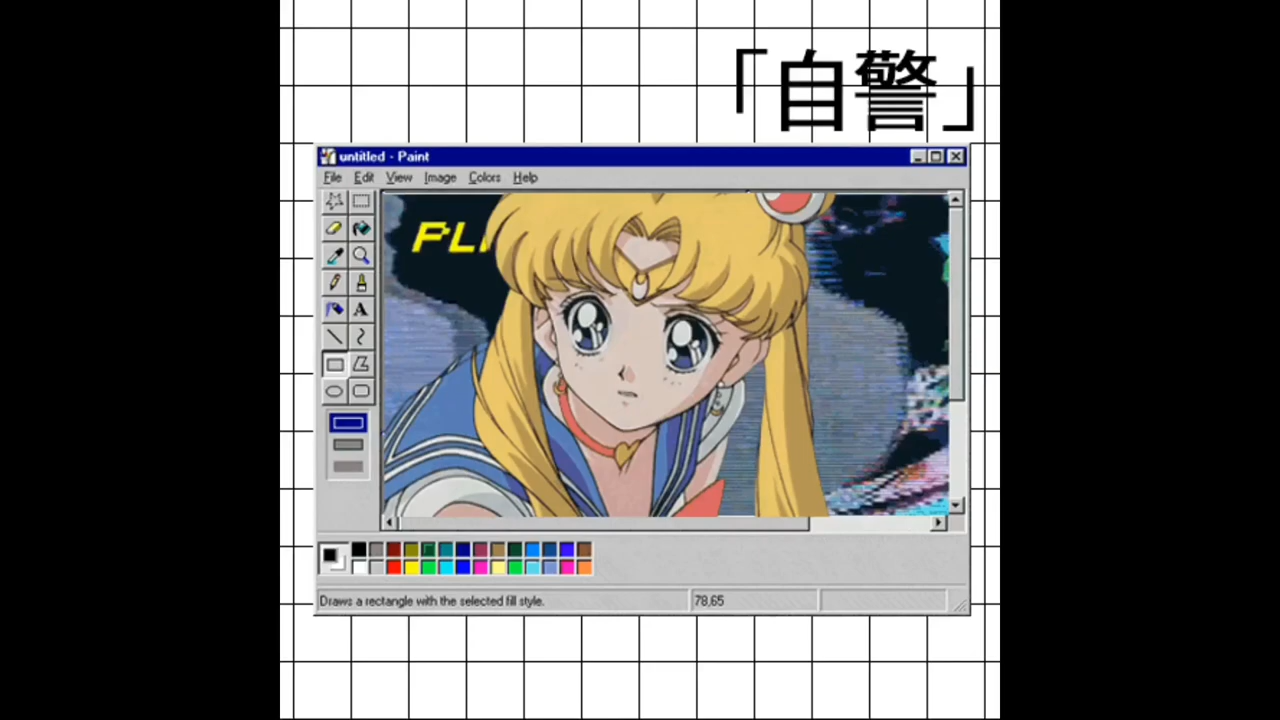 「自警」
untitled - Paint
File Edit View Image Colors Help
PL
A
Draws a rectangle with the selected fill style.
78,65